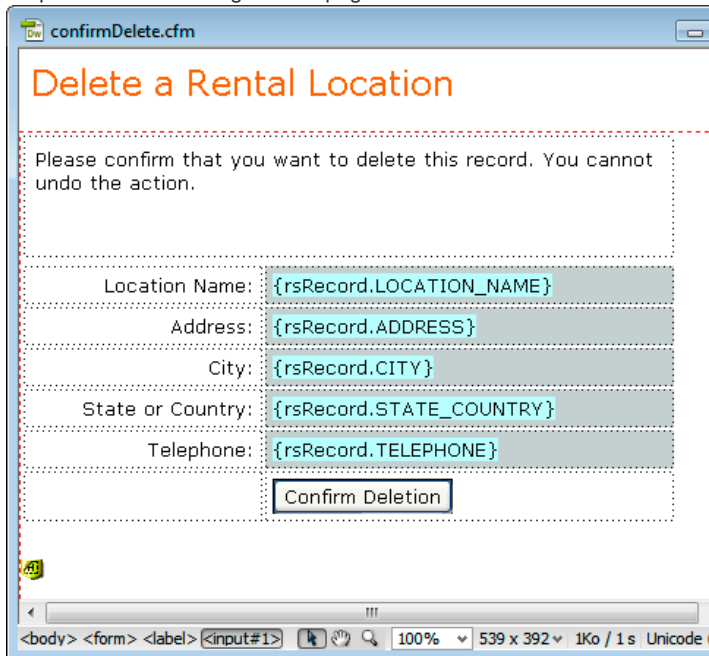 confirmDelete.cfm
Delete a Rental Location
Please confirm that you want to delete this record. You cannot
undo the action.
Location Name: {rsRecord.LOCATION_NAME}
Address: {rsRecord.ADDRESS}
City: {rsRecord.CITY}
State or Country: {rsRecord.STATE_COUNTRY}
Telephone: {rsRecord.TELEPHONE}
Confirm Deletion
<body> <form> <label> <input#1> 100% 539 x 392 1Ko / 1 s Unicode